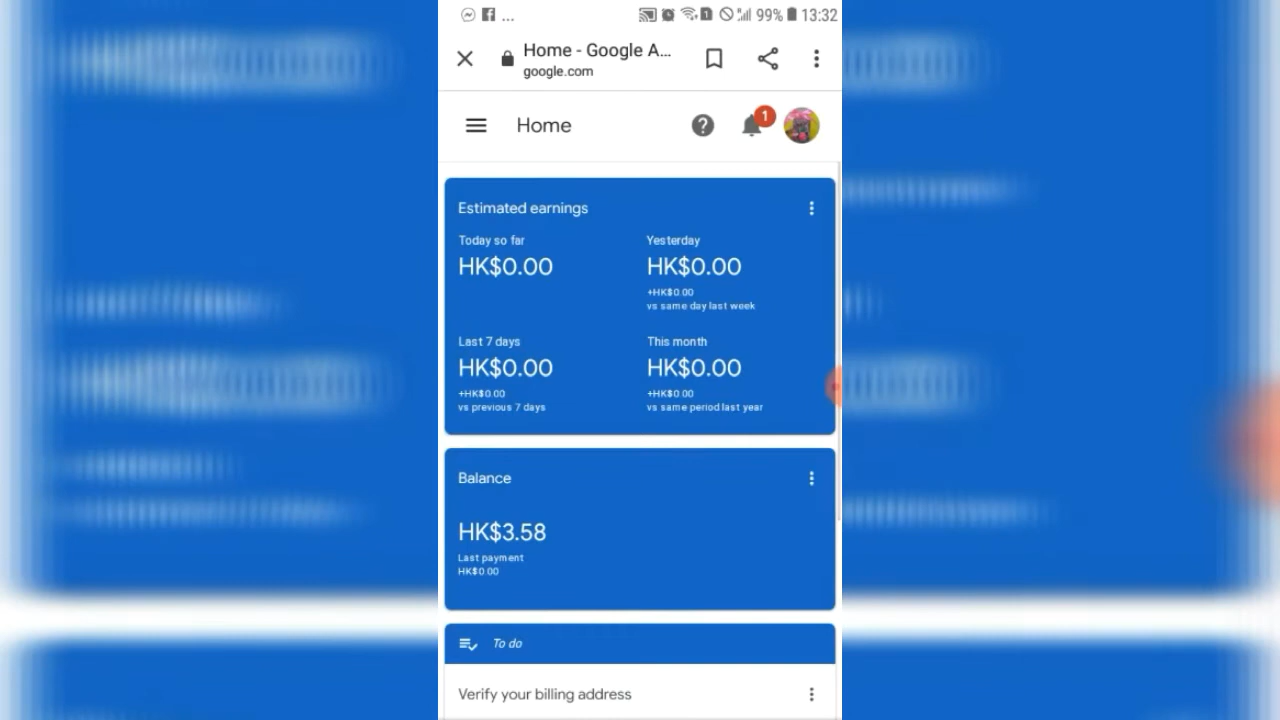 ...
99% 13:32
Home - Google A...
google.com
Home
1
Estimated earnings
Today so far
HK$0.00
Yesterday
HK$0.00
+HK$0.00
vs same day last week
Last 7 days
HK$0.00
+HK$0.00
vs previous 7 days
This month
HK$0.00
+HK$0.00
vs same period last year
Balance
HK$3.58
Last payment
HK$0.00
To do
Verify your billing address